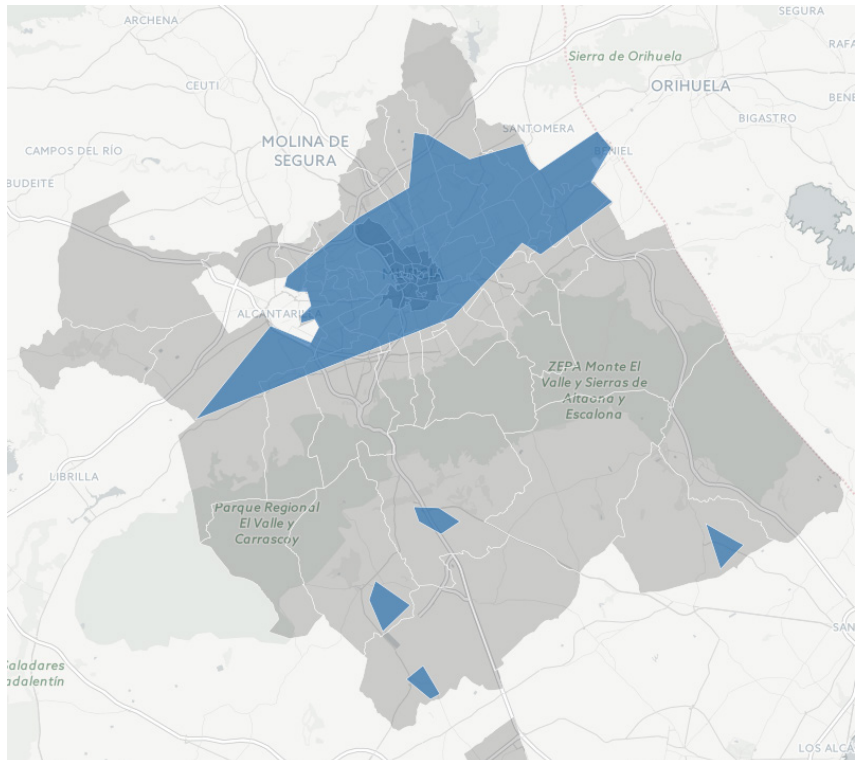 SEGURA
ARCHENA
RAFA
Sierra de Orihuela
CEUTI
ORIHUELA
BENE
BIGASTRO
SANTOMERA
MOLINA DE
SEGURA
CAMPOS DEL RÍO
BENIEL
BUDEITE
MURCIA
ALCANTARILLA
ZEPA Monte El
Valle y Sierras de
Altaona y
Escalona
LIBRILLA
Parque Regional
El Valle y
Carrascoy
SAN
Saladares
adalentín
LOS ALCA